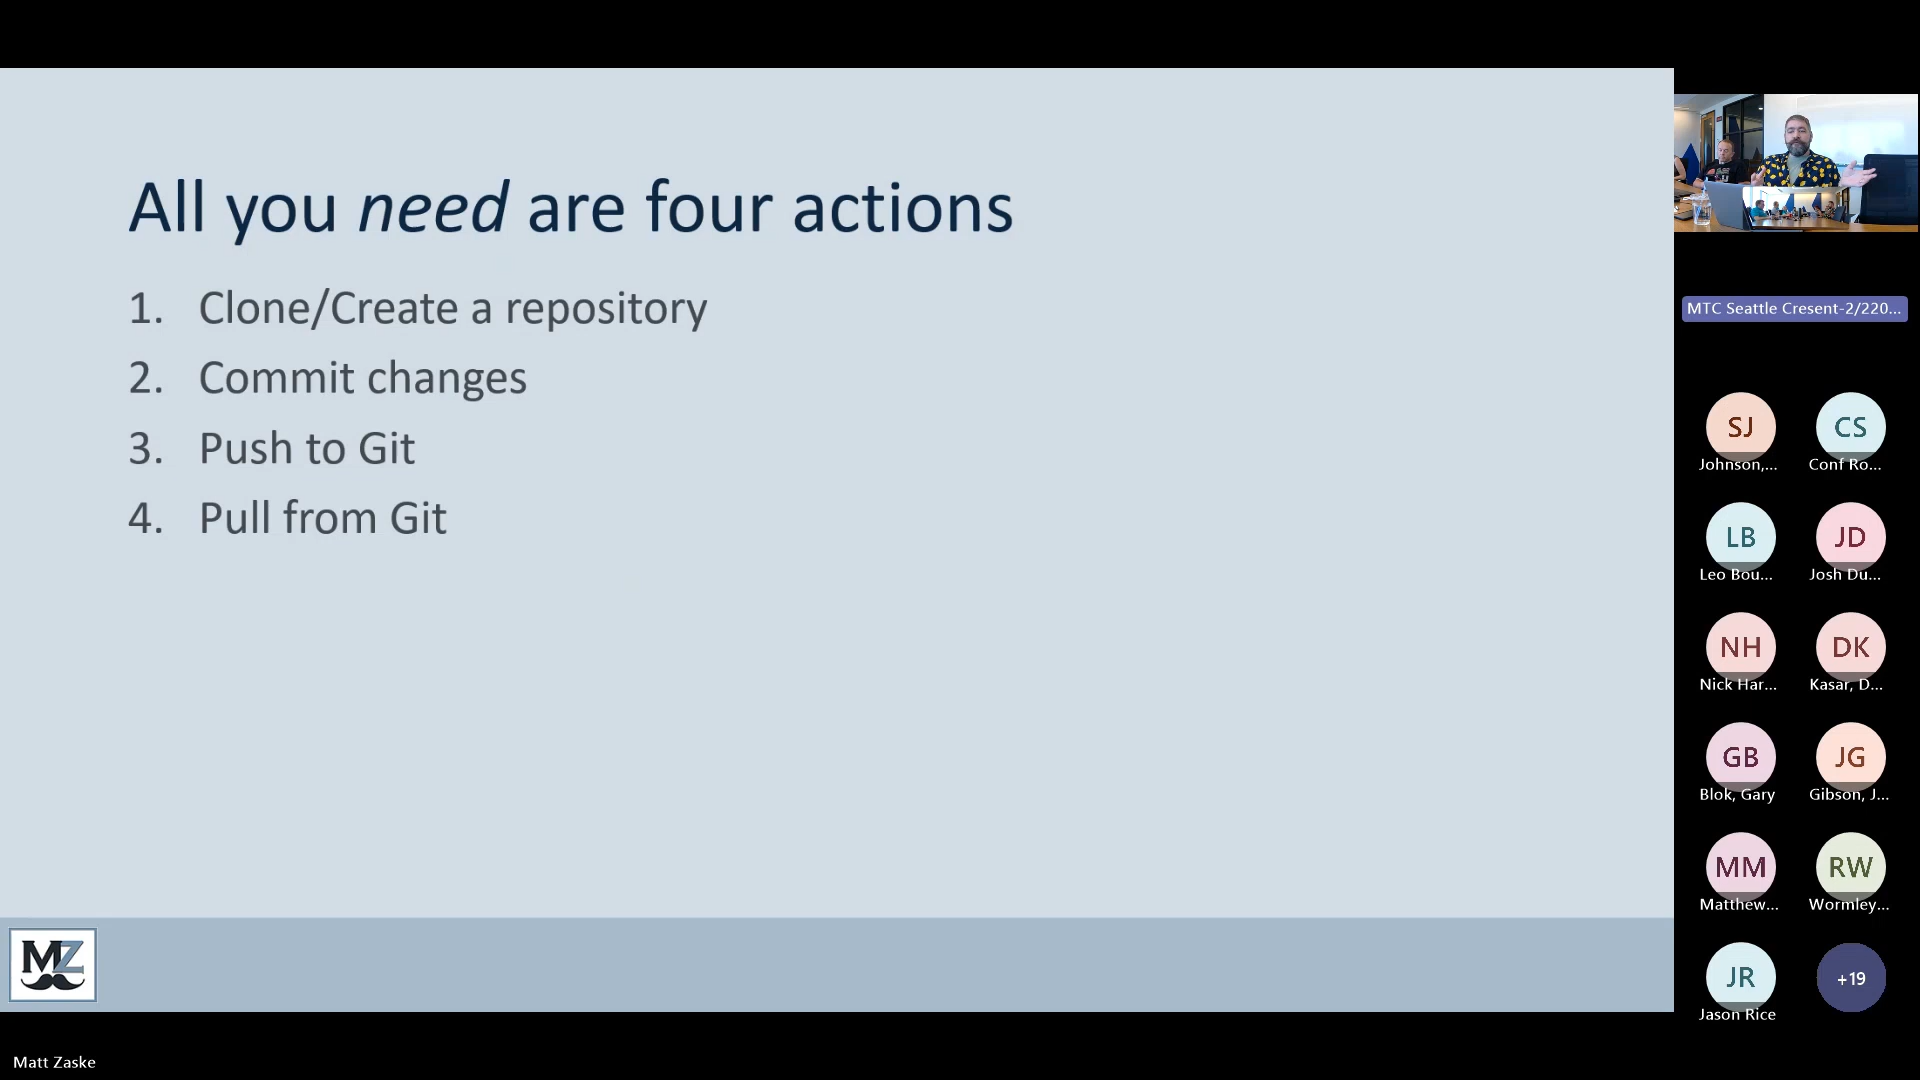 All you need are four actions
1. Clone/Create a repository
2. Commit changes
3. Push to Git
4. Pull from Git
MZ
Matt Zaske
MTC Seattle Cresent-2/220...
SJ
Johnson,...
CS
Conf Ro...
LB
Leo Bou...
JD
Josh Du...
NH
Nick Har...
DK
Kasar, D...
GB
Blok, Gary
JG
Gibson, J...
MM
Matthew...
RW
Wormley...
JR
Jason Rice
+19